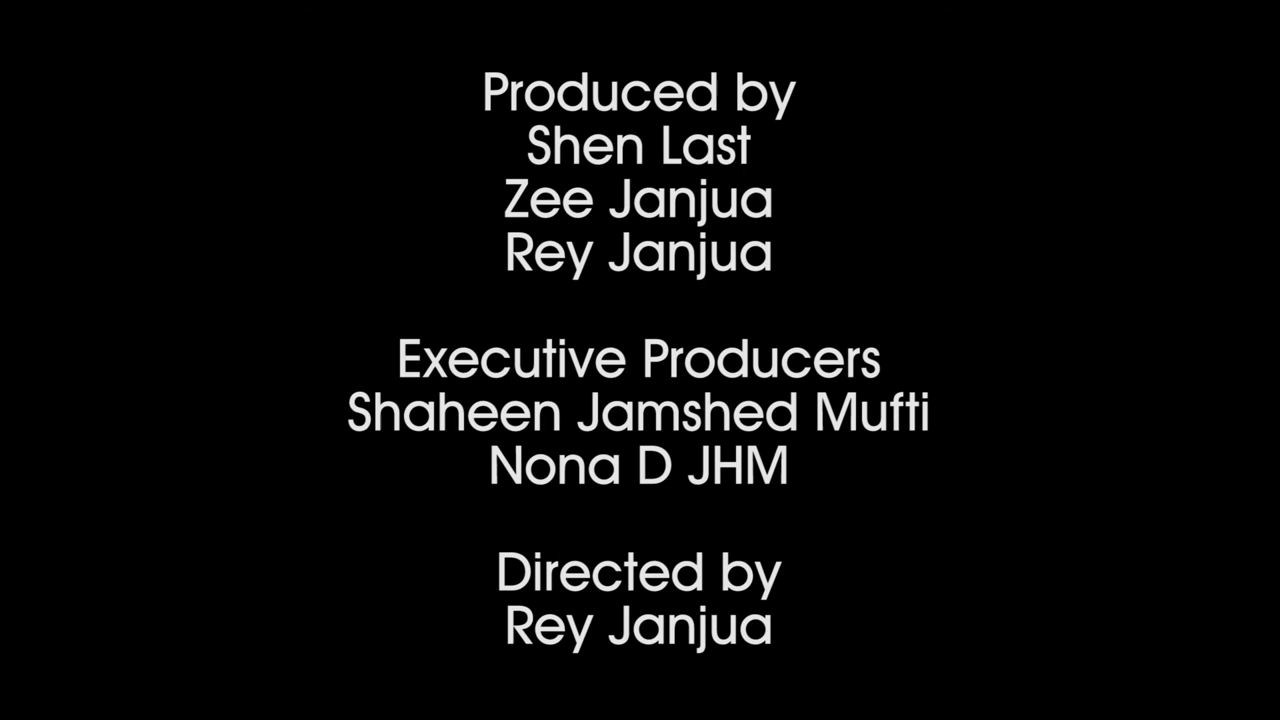 Produced by
Shen Last
Zee Janjua
Rey Janjua
Executive Producers
Shaheen Jamshed Mufti
Nona D JHM
Directed by
Rey Janjua